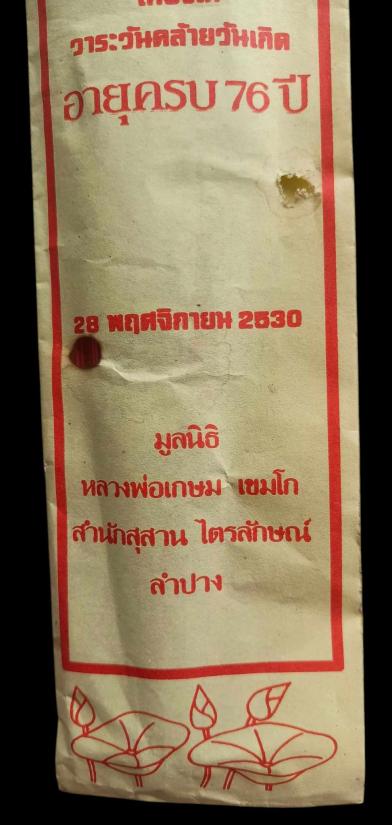 วาระวันคล้ายวันเกิด
อายุครบ 76 ปี
28 พฤศจิกายน 2530
มูลนิธิ
หลวงพ่อเกษม เขมโก
สำนักสุสาน ไตรลักษณ์
ลำปาง